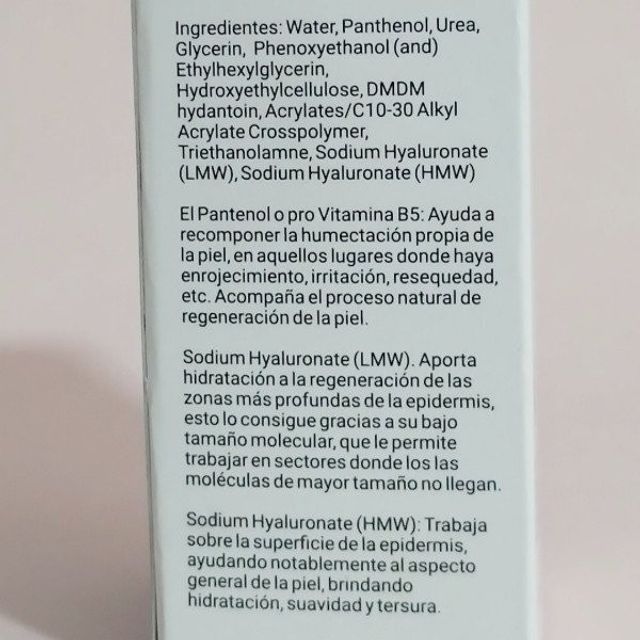 Ingredientes: Water, Panthenol, Urea,
Glycerin, Phenoxyethanol (and)
Ethylhexylglycerin,
Hydroxyethylcellulose, DMDM
hydantoin, Acrylates/C10-30 Alkyl
Acrylate Crosspolymer,
Triethanolamne, Sodium Hyaluronate
(LMW), Sodium Hyaluronate (HMW)
El Pantenol o pro Vitamina B5: Ayuda a
recomponer la humectación propia de
la piel, en aquellos lugares donde haya
enrojecimiento, irritación, resequedad,
etc. Acompaña el proceso natural de
regeneración de la piel.
Sodium Hyaluronate (LMW). Aporta
hidratación a la regeneración de las
zonas más profundas de la epidermis,
esto lo consigue gracias a su bajo
tamaño molecular, que le permite
trabajar en sectores donde los las
moléculas de mayor tamaño no llegan.
Sodium Hyaluronate (HMW): Trabaja
sobre la superficie de la epidermis,
ayudando notablemente al aspecto
general de la piel, brindando
hidratación, suavidad y tersura.